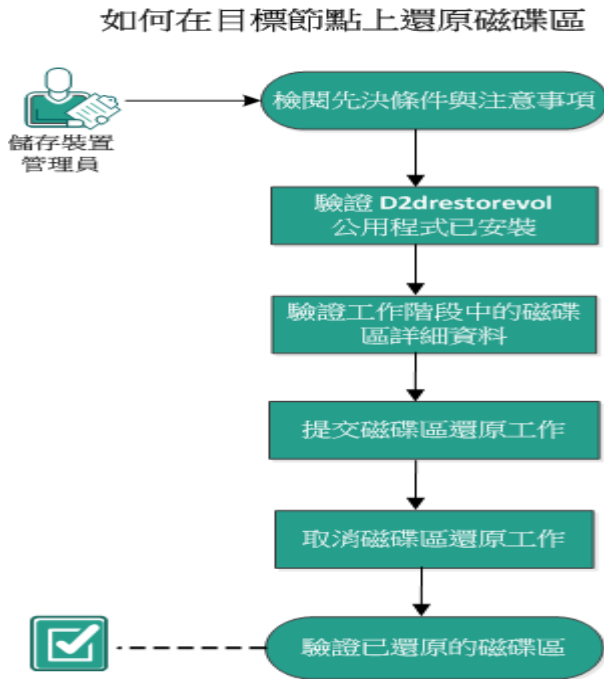 如何在目標節點上還原磁碟區
儲存裝置
管理員
檢閱先決條件與注意事項
驗證 D2drestorevol
公用程式已安裝
驗證工作階段中的磁碟
區詳細資料
提交磁碟區還原工作
取消磁碟區還原工作
驗證已還原的磁碟區